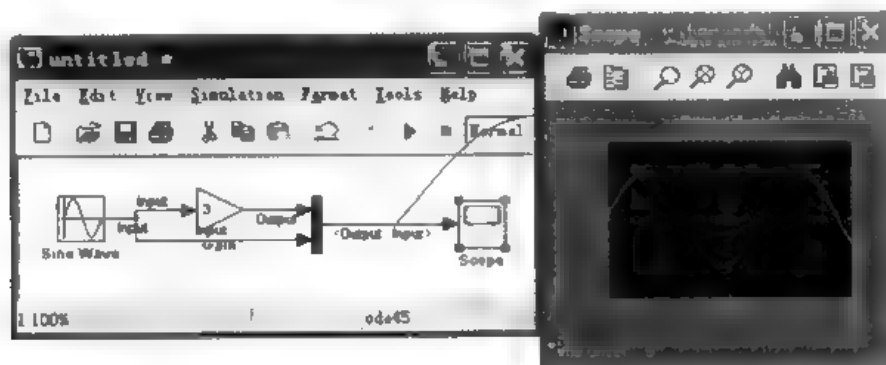 untitled *
Scope
File Edit View Simulation Format Tools Help
Normal
Input
3
Output
Input
Input
Gain
<Output Input>
Sine Wave
Scope
100%
ode45